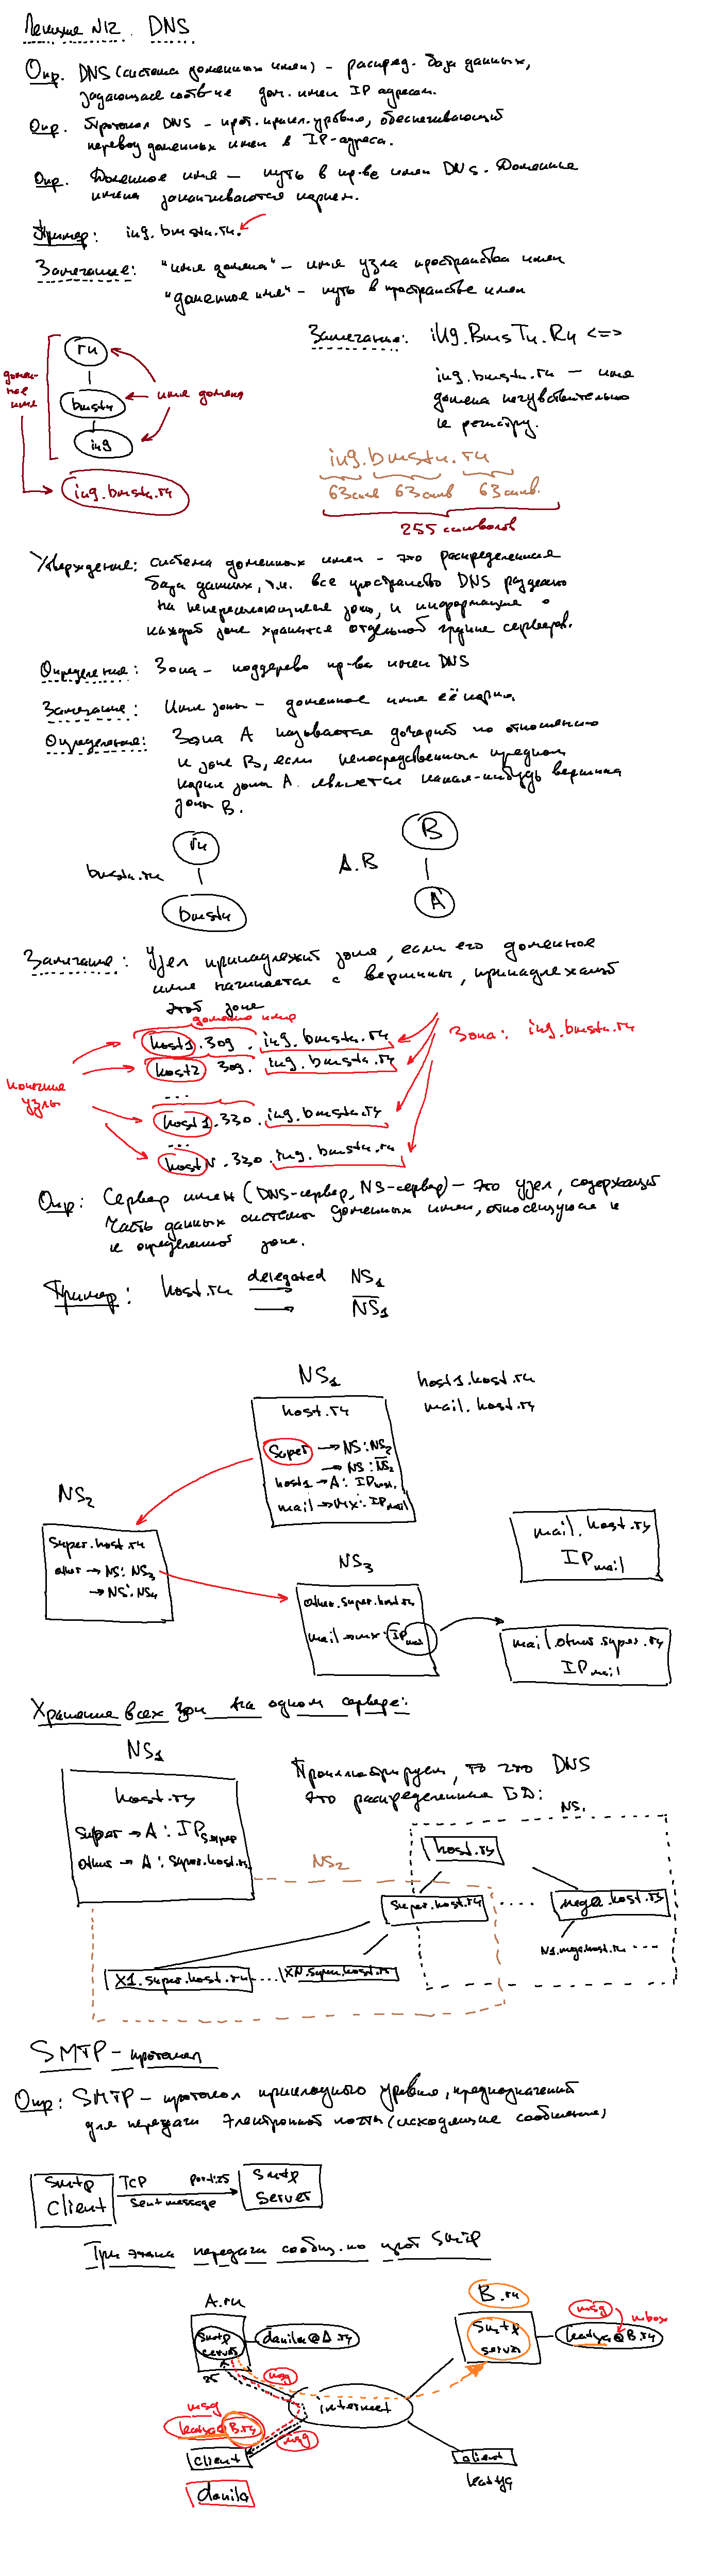 Лекция N12. DNS
Опр. DNS (система доменных имен) - распред. база данных,
задающая соотв-ие дом. имен IP адресам.
Опр. Протокол DNS - прот. прикл. уровня, обеспечивающий
перевод доменных имен в IP-адреса.
Опр. Доменное имя - путь в пр-ве имен DNS. Доменные
имена заканчиваются корнем.
Пример: iu9.bmstu.ru.
Замечание: "имя домена" - имя узла пространства имен
"доменное имя" - путь в пространстве имен
Замечание: iU9.BmsTu.Ru <=>
iu9.bmstu.ru - имя
домена нечувствительно
к регистру.
ru
bmstu
iu9
iu9.bmstu.ru
домен-
ное
имя
имя домена
iu9.bmstu.ru
63симв 63симв 63симв.
255 символов
Утверждение: система доменных имен - это распределенная
база данных, т.к. все пространство DNS разделено
на непересекающиеся зоны, и информация о
каждой зоне хранится отдельной группе серверов.
Определение: Зона - поддерево пр-ва имен DNS
Замечание: Имя зоны - доменное имя её корня.
Определение: Зона A называется дочерней по отношению
к зоне B, если непосредственным предком
корня зоны A является какая-нибудь вершина
зоны B.
bmstu.ru
ru
bmstu
A.B
B
A
Замечание: Узел принадлежит зоне, если его доменное
имя начинается с вершины, принадлежащей
этой зоне
доменное имя
host1.309.iu9.bmstu.ru
host2 309.iu9.bmstu.ru
...
host1.330.iu9.bmstu.ru
...
hostN.330.iu9.bmstu.ru
конечные
узлы
Зона: iu9.bmstu.ru
Опр: Сервер имен (DNS-сервер, NS-сервер) - это узел, содержащий
часть данных системы доменных имен, относящуюся к
к определенной зоне.
Пример: host.ru delegated NS1
NS1
NS1
host.ru
super → NS:NS2
→ NS:NS2
host1 → A: IPhost1
mail → MX: IPmail
host1.host.ru
mail.host.ru
NS2
super.host.ru
other → NS: NS3
→ NS: NS4
NS3
other.super.host.ru
mail → mx:
mail.host.ru
IPmail
mail.other.super.ru
IPmail
Хранение всех зон на одном сервере:
NS1
host.ru
super → A: IPsuper
other → A: super.host.ru
Проиллюстрируем, то что DNS
это распределенная БД:
NS1
NS2
host.ru
super.host.ru ..... mega.host.ru
X1.super.host.ru .... XN.super.host.ru
N1.mega.host.ru ....
SMTP - протокол
Опр: SMTP - протокол прикладного уровня, предназначенный
для передачи электронной почты (исходящие сообщения)
smtp
client
TCP port:25
sent message
smtp
server
Три этапа передачи сообщ. по прот SMTP
A.ru
smtp
server
danila@A.ru
25
B.ru
smtp
server
msg
mbox
katya@B.ru
msg
internet
msg
katya@B.ru
msg
client
danila
client
katya